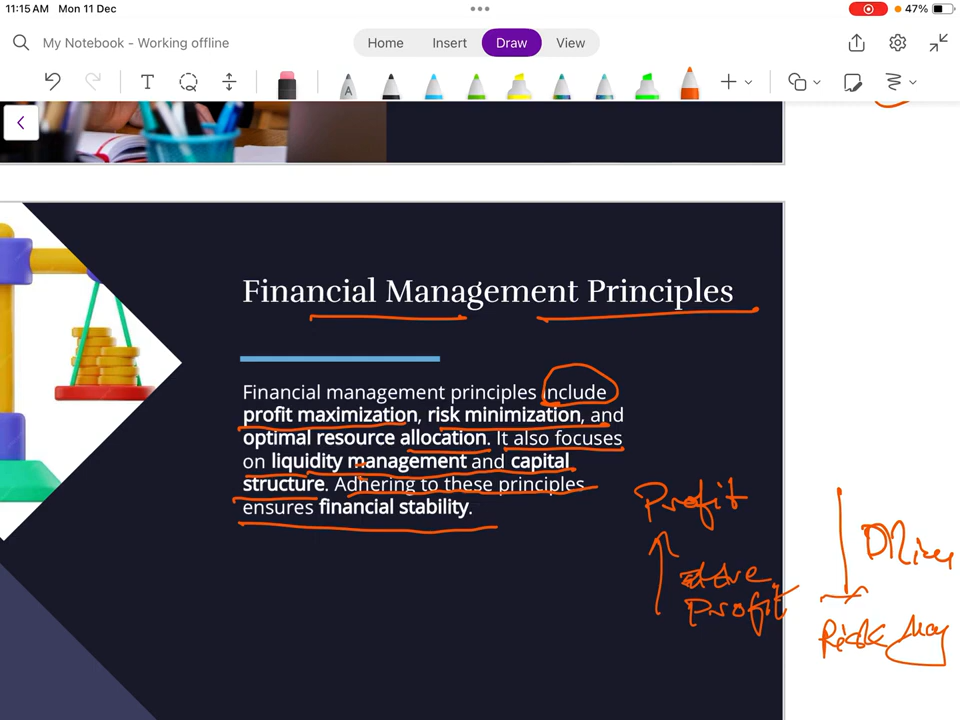 11:15 AM Mon 11 Dec
47%
My Notebook - Working offline
Home Insert Draw View
T
A
Financial Management Principles
Financial management principles include
profit maximization, risk minimization, and
optimal resource allocation. It also focuses
on liquidity management and capital
structure. Adhering to these principles
ensures financial stability.
Profit
Profit
Risk